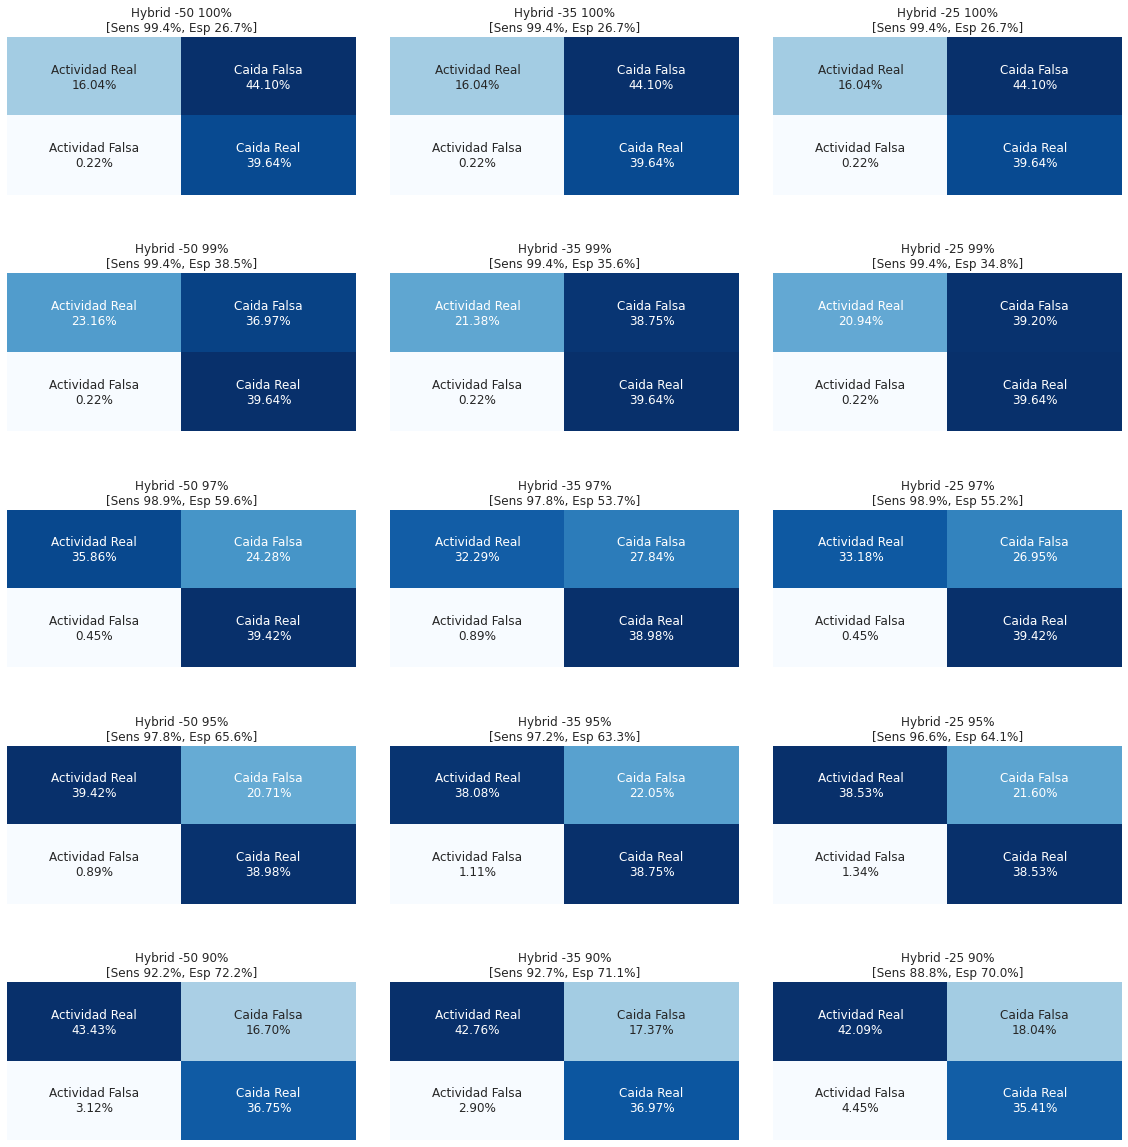 Hybrid -50 100%
[Sens 99.4%, Esp 26.7%]
Actividad Real
16.04%
Caida Falsa
44.10%
Actividad Falsa
0.22%
Caida Real
39.64%
Hybrid -35 100%
[Sens 99.4%, Esp 26.7%]
Actividad Real
16.04%
Caida Falsa
44.10%
Actividad Falsa
0.22%
Caida Real
39.64%
Hybrid -25 100%
[Sens 99.4%, Esp 26.7%]
Actividad Real
16.04%
Caida Falsa
44.10%
Actividad Falsa
0.22%
Caida Real
39.64%
Hybrid -50 99%
[Sens 99.4%, Esp 38.5%]
Actividad Real
23.16%
Caida Falsa
36.97%
Actividad Falsa
0.22%
Caida Real
39.64%
Hybrid -35 99%
[Sens 99.4%, Esp 35.6%]
Actividad Real
21.38%
Caida Falsa
38.75%
Actividad Falsa
0.22%
Caida Real
39.64%
Hybrid -25 99%
[Sens 99.4%, Esp 34.8%]
Actividad Real
20.94%
Caida Falsa
39.20%
Actividad Falsa
0.22%
Caida Real
39.64%
Hybrid -50 97%
[Sens 98.9%, Esp 59.6%]
Actividad Real
35.86%
Caida Falsa
24.28%
Actividad Falsa
0.45%
Caida Real
39.42%
Hybrid -35 97%
[Sens 97.8%, Esp 53.7%]
Actividad Real
32.29%
Caida Falsa
27.84%
Actividad Falsa
0.89%
Caida Real
38.98%
Hybrid -25 97%
[Sens 98.9%, Esp 55.2%]
Actividad Real
33.18%
Caida Falsa
26.95%
Actividad Falsa
0.45%
Caida Real
39.42%
Hybrid -50 95%
[Sens 97.8%, Esp 65.6%]
Actividad Real
39.42%
Caida Falsa
20.71%
Actividad Falsa
0.89%
Caida Real
38.98%
Hybrid -35 95%
[Sens 97.2%, Esp 63.3%]
Actividad Real
38.08%
Caida Falsa
22.05%
Actividad Falsa
1.11%
Caida Real
38.75%
Hybrid -25 95%
[Sens 96.6%, Esp 64.1%]
Actividad Real
38.53%
Caida Falsa
21.60%
Actividad Falsa
1.34%
Caida Real
38.53%
Hybrid -50 90%
[Sens 92.2%, Esp 72.2%]
Actividad Real
43.43%
Caida Falsa
16.70%
Actividad Falsa
3.12%
Caida Real
36.75%
Hybrid -35 90%
[Sens 92.7%, Esp 71.1%]
Actividad Real
42.76%
Caida Falsa
17.37%
Actividad Falsa
2.90%
Caida Real
36.97%
Hybrid -25 90%
[Sens 88.8%, Esp 70.0%]
Actividad Real
42.09%
Caida Falsa
18.04%
Actividad Falsa
4.45%
Caida Real
35.41%